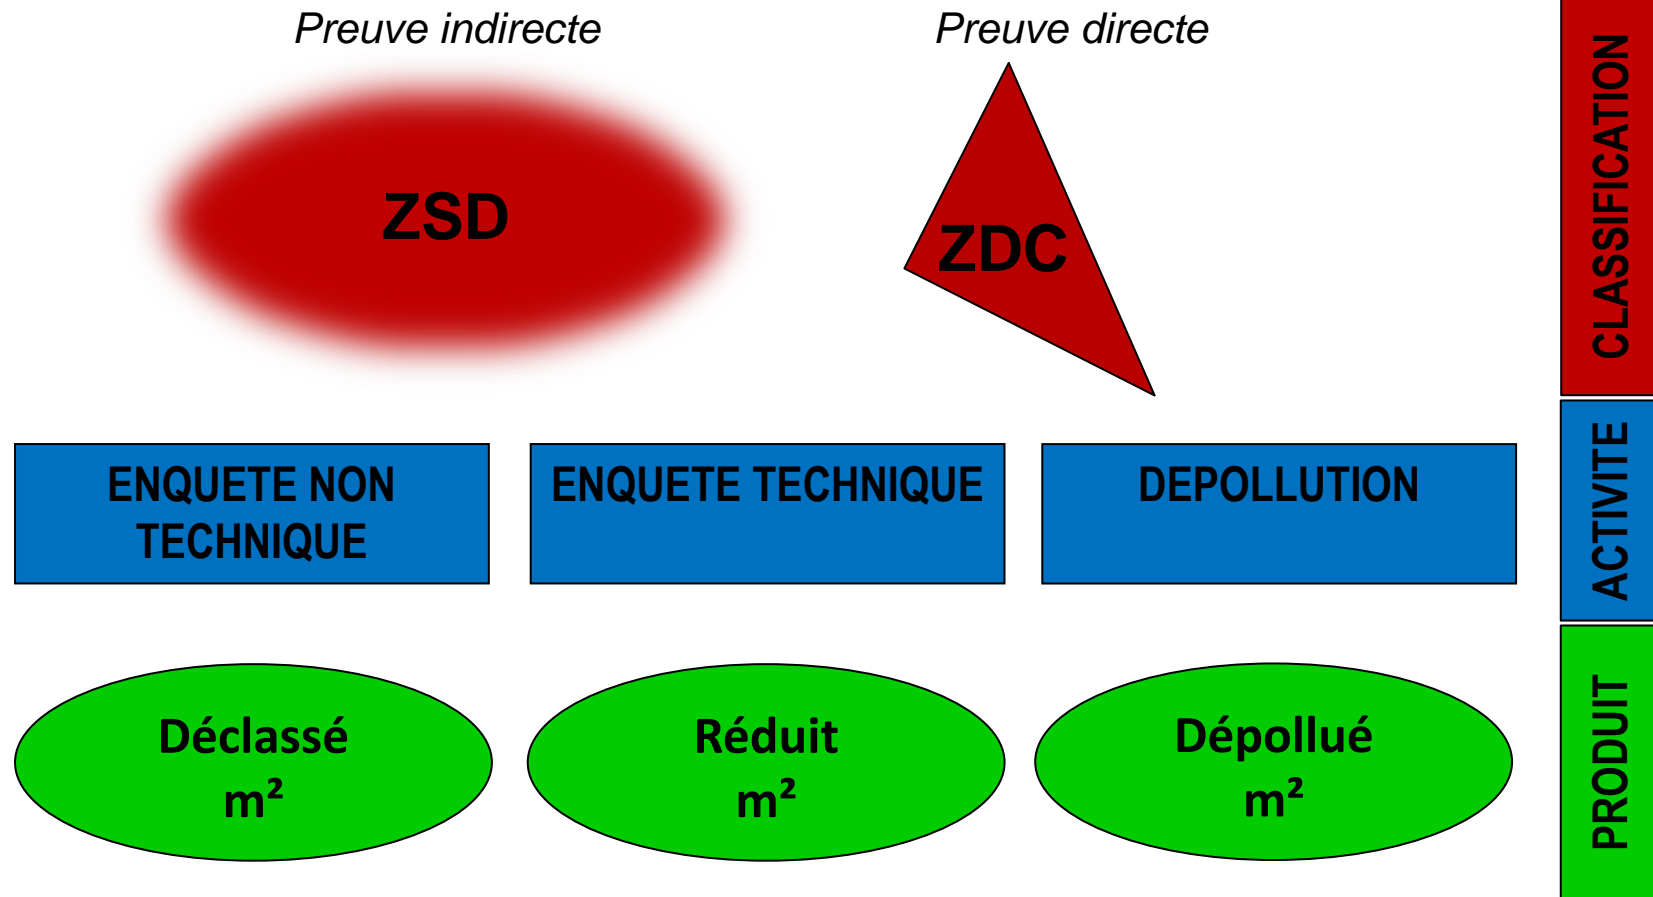 Preuve indirecte
Preuve directe
ZSD
ZDC
CLASSIFICATION
ENQUETE NON
TECHNIQUE
ENQUETE TECHNIQUE
DEPOLLUTION
ACTIVITE
Déclassé
m²
Réduit
m²
Dépollué
m²
PRODUIT